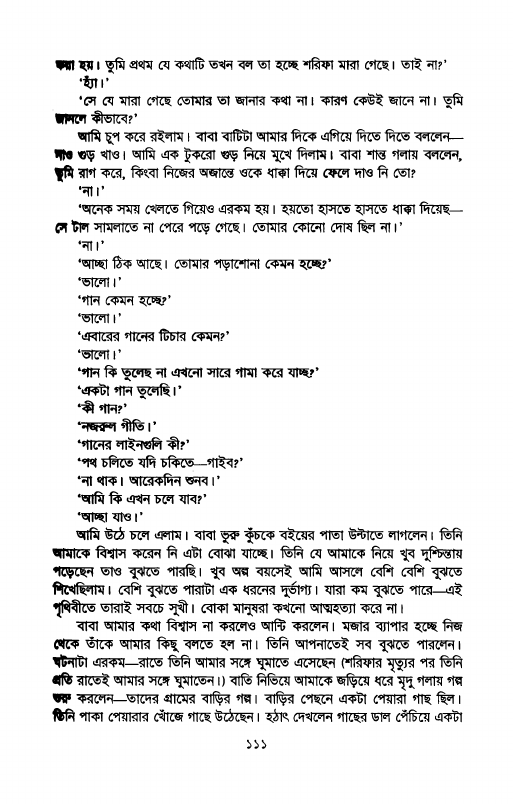 করা হয়। তুমি প্রথম যে কথাটি তখন বল তা হচ্ছে শরিফা মারা গেছে। তাই না?'
'হ্যাঁ।'
'সে যে মারা গেছে তোমার তা জানার কথা না। কারণ কেউই জানে না। তুমি
জানলে কীভাবে?'
আমি চুপ করে রইলাম। বাবা বাটিটা আমার দিকে এগিয়ে দিতে দিতে বললেন—
নাও গুড় খাও। আমি এক টুকরো গুড় নিয়ে মুখে দিলাম। বাবা শান্ত গলায় বললেন,
তুমি রাগ করে, কিংবা নিজের অজান্তে ওকে ধাক্কা দিয়ে ফেলে দাও নি তো?
'না।'
'অনেক সময় খেলতে গিয়েও এরকম হয়। হয়তো হাসতে হাসতে ধাক্কা দিয়েছ—
সে টাল সামলাতে না পেরে পড়ে গেছে। তোমার কোনো দোষ ছিল না।'
'না।'
'আচ্ছা ঠিক আছে। তোমার পড়াশোনা কেমন হচ্ছে?'
'ভালো।'
'গান কেমন হচ্ছে?'
'ভালো।'
'এবারের গানের টিচার কেমন?'
'ভালো।'
'গান কি তুলেছ না এখনো সারে গামা করে যাচ্ছ?'
'একটা গান তুলেছি।'
'কী গান?'
'নজরুল গীতি।'
'গানের লাইনগুলি কী?'
'পথ চলিতে যদি চকিতে—গাইব?'
'না থাক। আরেকদিন শুনব।'
'আমি কি এখন চলে যাব?'
'আচ্ছা যাও।'
আমি উঠে চলে এলাম। বাবা ভুরু কুঁচকে বইয়ের পাতা উল্টাতে লাগলেন। তিনি
আমাকে বিশ্বাস করেন নি এটা বোঝা যাচ্ছে। তিনি যে আমাকে নিয়ে খুব দুশ্চিন্তায়
পড়েছেন তাও বুঝতে পারছি। খুব অল্প বয়সেই আমি আসলে বেশি বেশি বুঝতে
শিখেছিলাম। বেশি বুঝতে পারাটা এক ধরনের দুর্ভাগ্য। যারা কম বুঝতে পারে—এই
পৃথিবীতে তারাই সবচে সুখী। বোকা মানুষরা কখনো আত্মহত্যা করে না।
বাবা আমার কথা বিশ্বাস না করলেও আন্টি করলেন। মজার ব্যাপার হচ্ছে নিজ
থেকে তাঁকে আমার কিছু বলতে হল না। তিনি আপনাতেই সব বুঝতে পারলেন।
ঘটনাটা এরকম—রাতে তিনি আমার সঙ্গে ঘুমাতে এসেছেন (শরিফার মৃত্যুর পর তিনি
প্রতি রাতেই আমার সঙ্গে ঘুমাতেন।) বাতি নিভিয়ে আমাকে জড়িয়ে ধরে মৃদু গলায় গল্প
শুরু করলেন—তাদের গ্রামের বাড়ির গল্প। বাড়ির পেছনে একটা পেয়ারা গাছ ছিল।
তিনি পাকা পেয়ারার খোঁজে গাছে উঠেছেন। হঠাৎ দেখলেন গাছের ডাল পেঁচিয়ে একটা
১১১